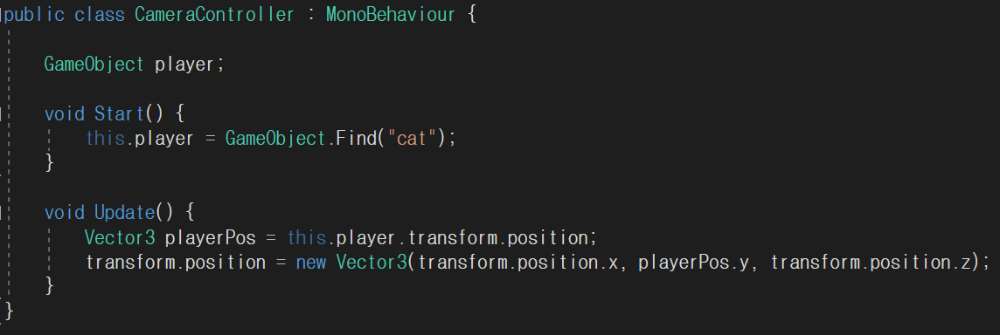 public class CameraController : MonoBehaviour {
GameObject player;
void Start() {
this.player = GameObject.Find("cat");
}
void Update() {
Vector3 playerPos = this.player.transform.position;
transform.position = new Vector3(transform.position.x, playerPos.y, transform.position.z);
}
}